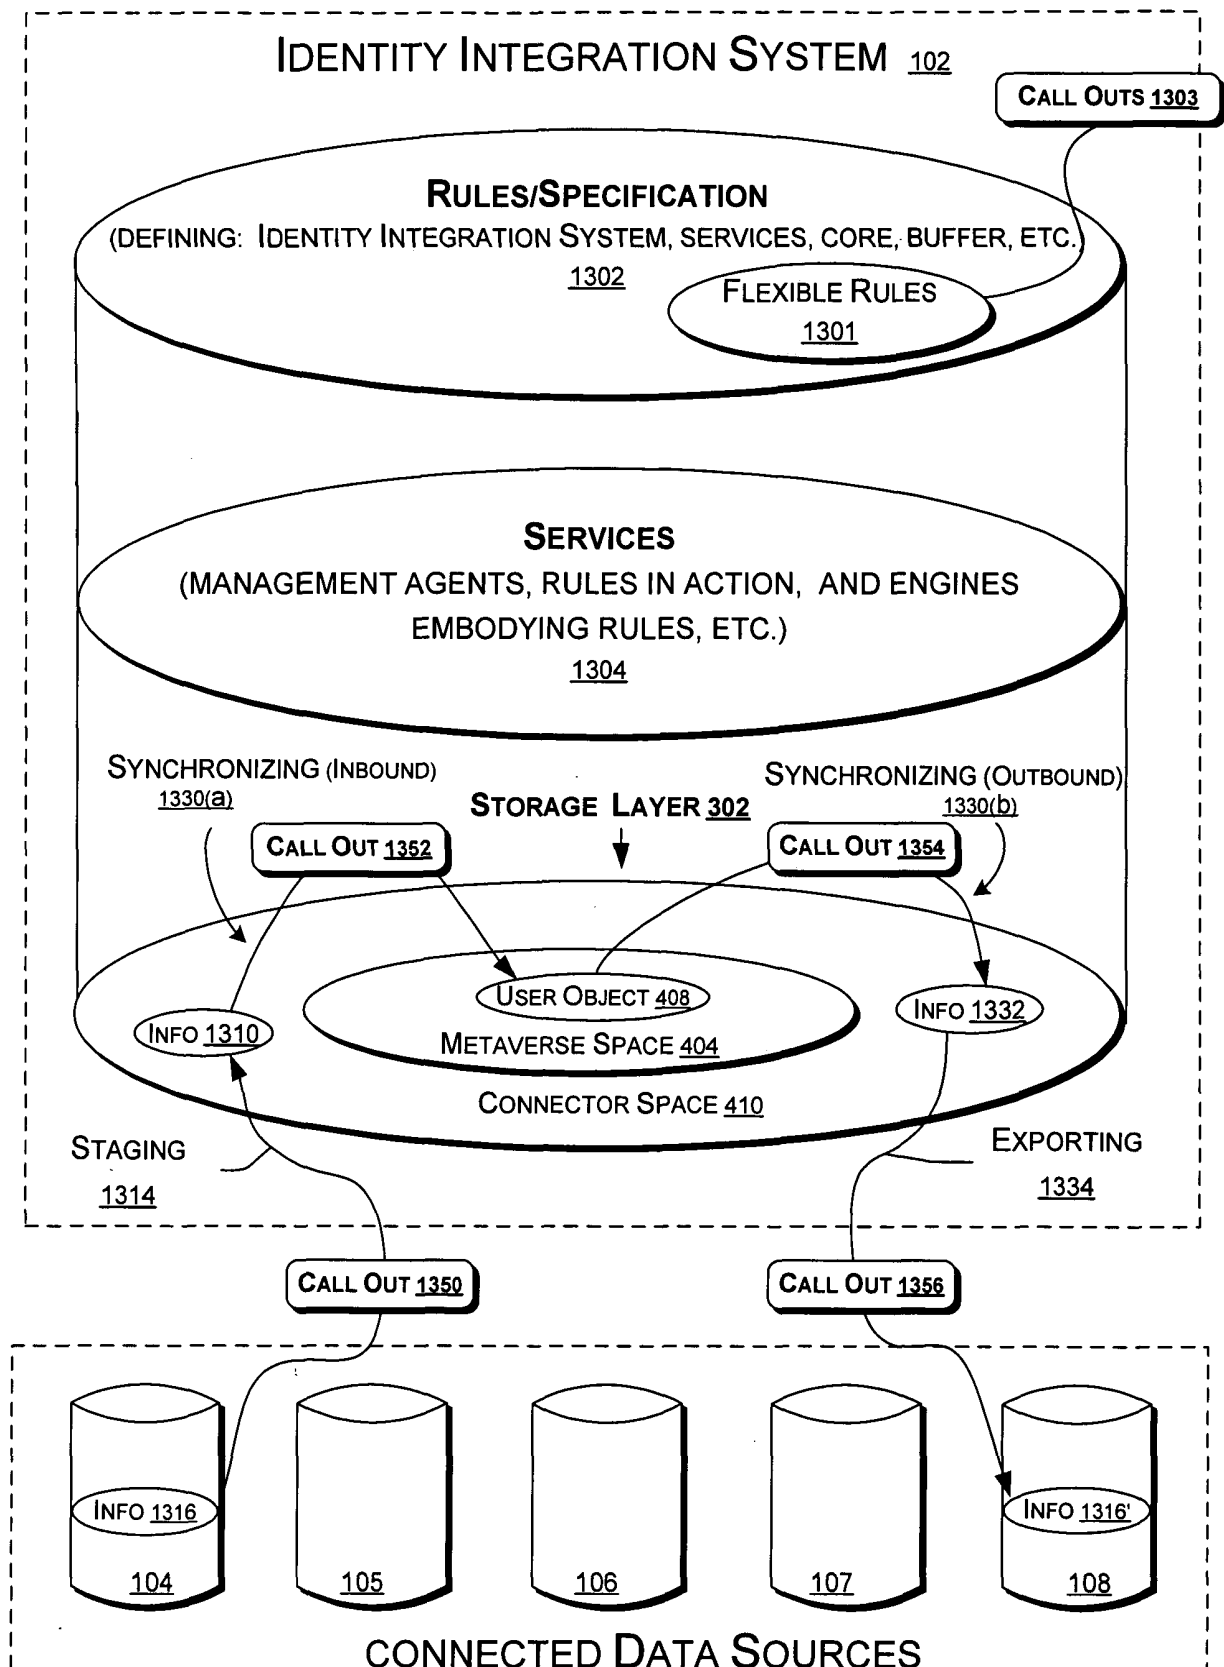 IDENTITY INTEGRATION SYSTEM 102
CALL OUTS 1303
RULES/SPECIFICATION
(DEFINING: IDENTITY INTEGRATION SYSTEM, SERVICES, CORE, BUFFER, ETC.)
1302
FLEXIBLE RULES
1301
SERVICES
(MANAGEMENT AGENTS, RULES IN ACTION, AND ENGINES
EMBODYING RULES, ETC.)
1304
SYNCHRONIZING (INBOUND)
1330(a)
SYNCHRONIZING (OUTBOUND)
1330(b)
STORAGE LAYER 302
CALL OUT 1352
CALL OUT 1354
USER OBJECT 408
INFO 1310
INFO 1332
METAVERSE SPACE 404
CONNECTOR SPACE 410
STAGING
1314
EXPORTING
1334
CALL OUT 1350
CALL OUT 1356
INFO 1316
INFO 1316'
104
105
106
107
108
CONNECTED DATA SOURCES